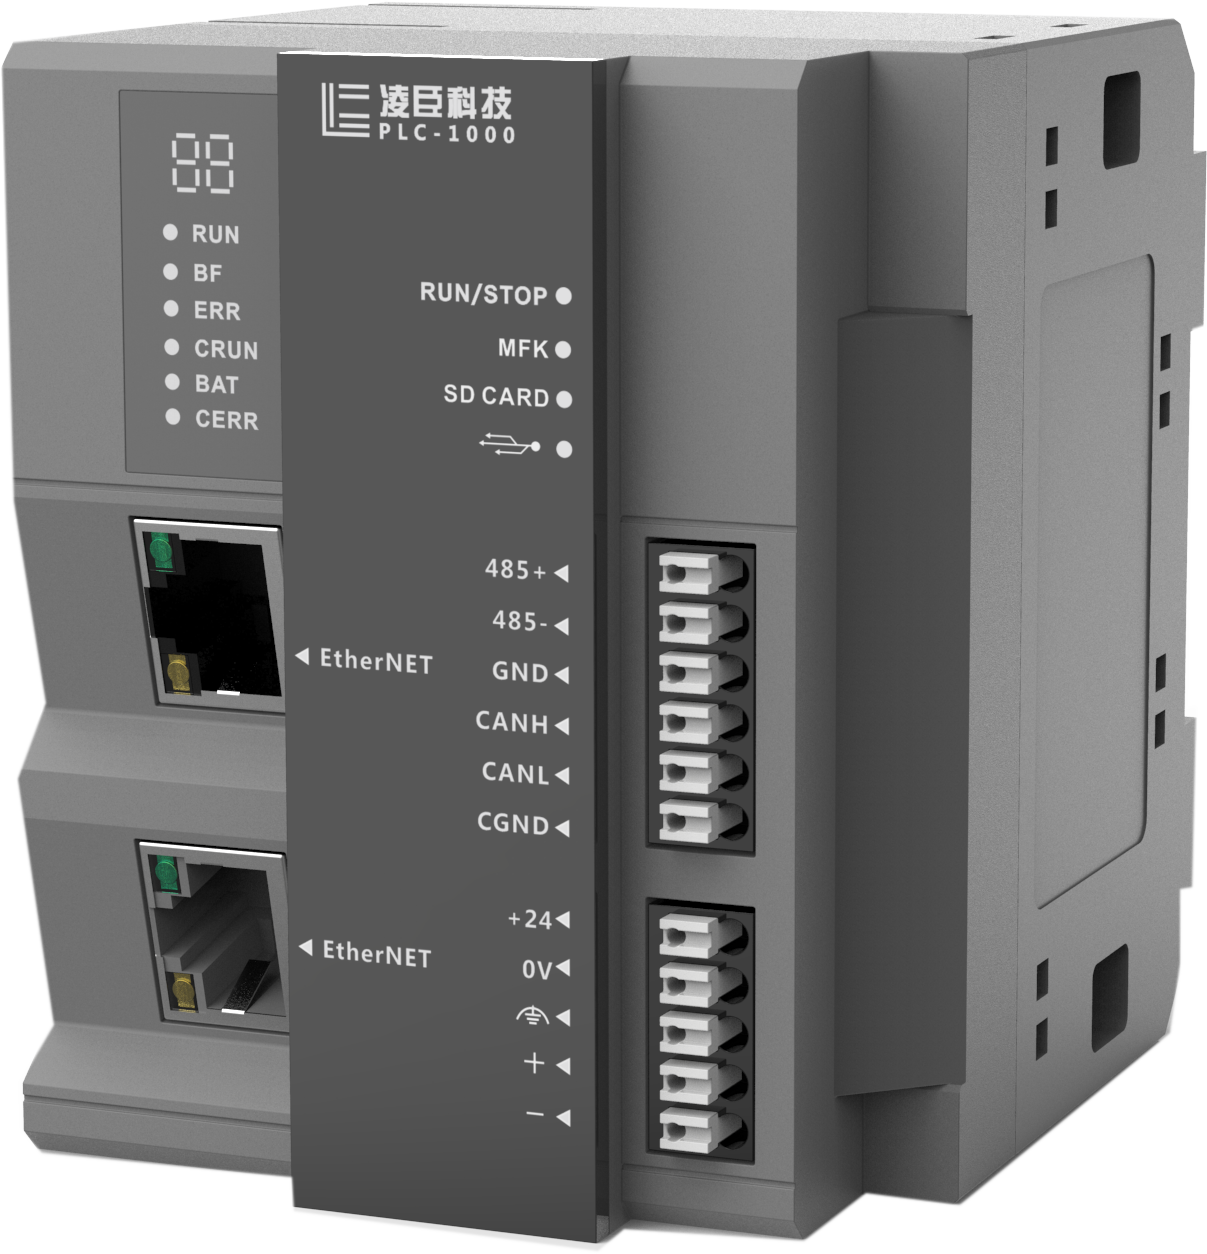 凌臣科技
PLC-1000
88
RUN
BF
ERR
CRUN
BAT
CERR
RUN/STOP
MFK
SD CARD
485+
485-
GND
CANH
CANL
CGND
EtherNET
+24
0V
+
-
EtherNET